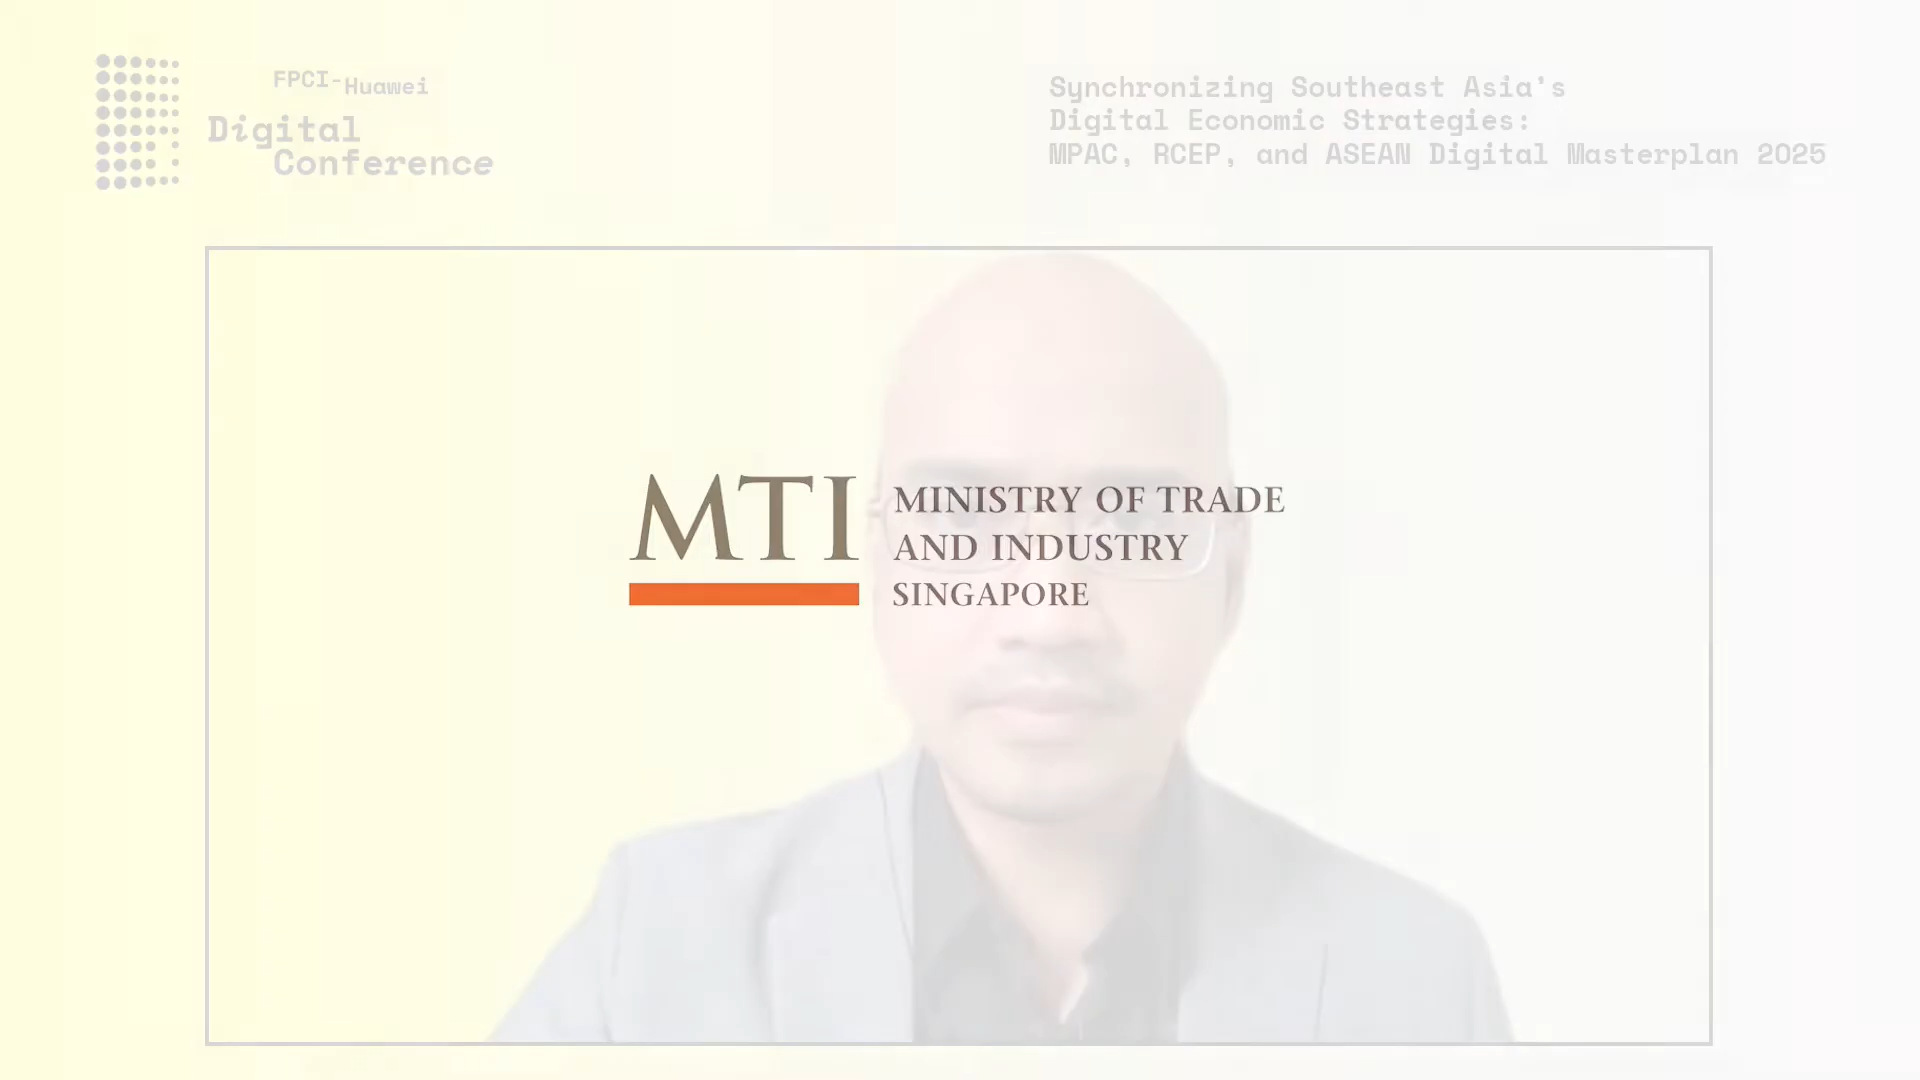 FPCI-Huawei
Digital
Conference
Synchronizing Southeast Asia's
Digital Economic Strategies:
MPAC, RCEP, and ASEAN Digital Masterplan 2025
MTI
MINISTRY OF TRADE
AND INDUSTRY
SINGAPORE